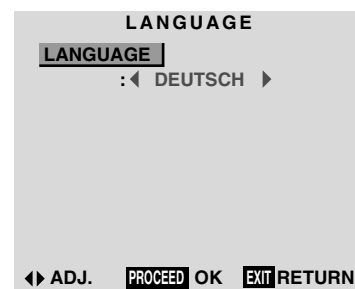 LANGUAGE
LANGUAGE
:◀ DEUTSCH ▶
◀▶ ADJ. PROCEED OK EXIT RETURN